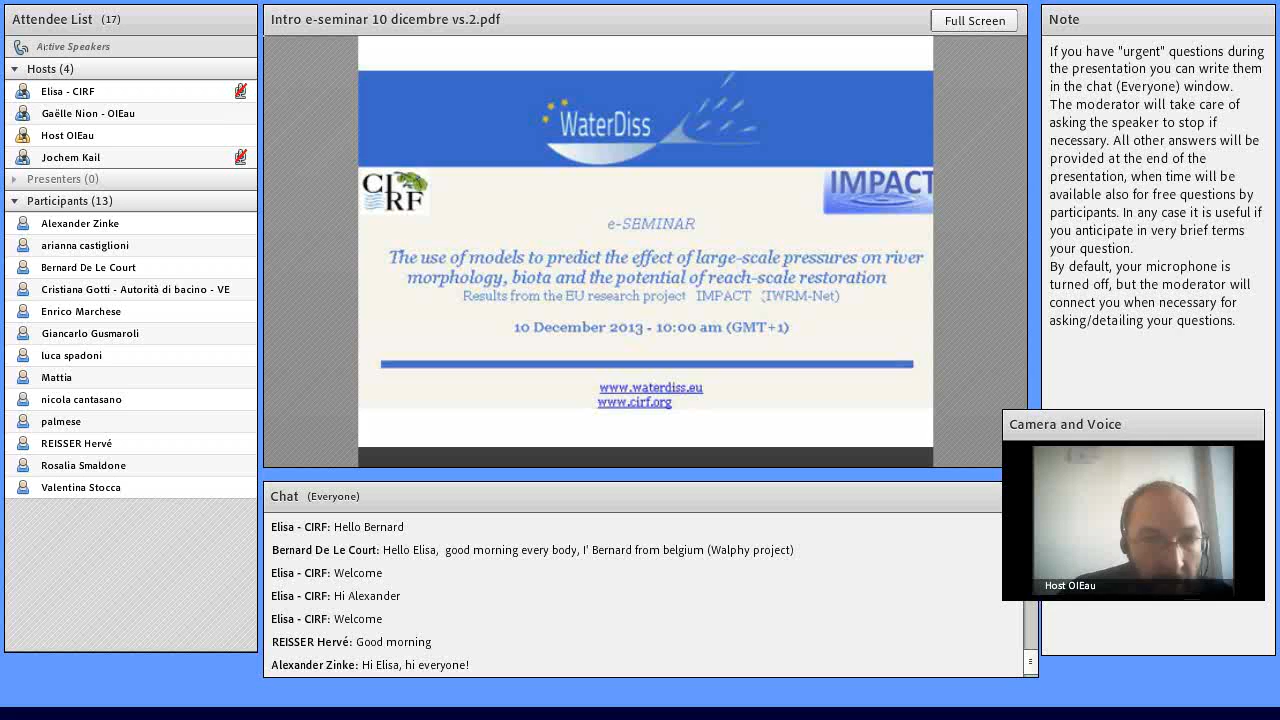 Attendee List (17)
Active Speakers
Hosts (4)
Elisa - CIRF
Gaëlle Nion - OIEau
Host OIEau
Jochem Kail
Presenters (0)
Participants (13)
Alexander Zinke
arianna castiglioni
Bernard De Le Court
Cristiana Gotti - Autorità di bacino - VE
Enrico Marchese
Giancarlo Gusmaroli
luca spadoni
Mattia
nicola cantasano
palmese
REISSER Hervé
Rosalia Smaldone
Valentina Stocca
Intro e-seminar 10 dicembre vs.2.pdf
Full Screen
WaterDiss
CIRF
IMPACT
e-SEMINAR
The use of models to predict the effect of large-scale pressures on river
morphology, biota and the potential of reach-scale restoration
Results from the EU research project IMPACT (IWRM-Net)
10 December 2013 - 10:00 am (GMT+1)
www.waterdiss.eu
www.cirf.org
Chat (Everyone)
Elisa - CIRF: Hello Bernard
Bernard De Le Court: Hello Elisa, good morning every body, I' Bernard from belgium (Walphy project)
Elisa - CIRF: Welcome
Elisa - CIRF: Hi Alexander
Elisa - CIRF: Welcome
REISSER Hervé: Good morning
Alexander Zinke: Hi Elisa, hi everyone!
Note
If you have "urgent" questions during
the presentation you can write them
in the chat (Everyone) window.
The moderator will take care of
asking the speaker to stop if
necessary. All other answers will be
provided at the end of the
presentation, when time will be
available also for free questions by
participants. In any case it is useful if
you anticipate in very brief terms
your question.
By default, your microphone is
turned off, but the moderator will
connect you when necessary for
asking/detailing your questions.
Camera and Voice
Host OIEau